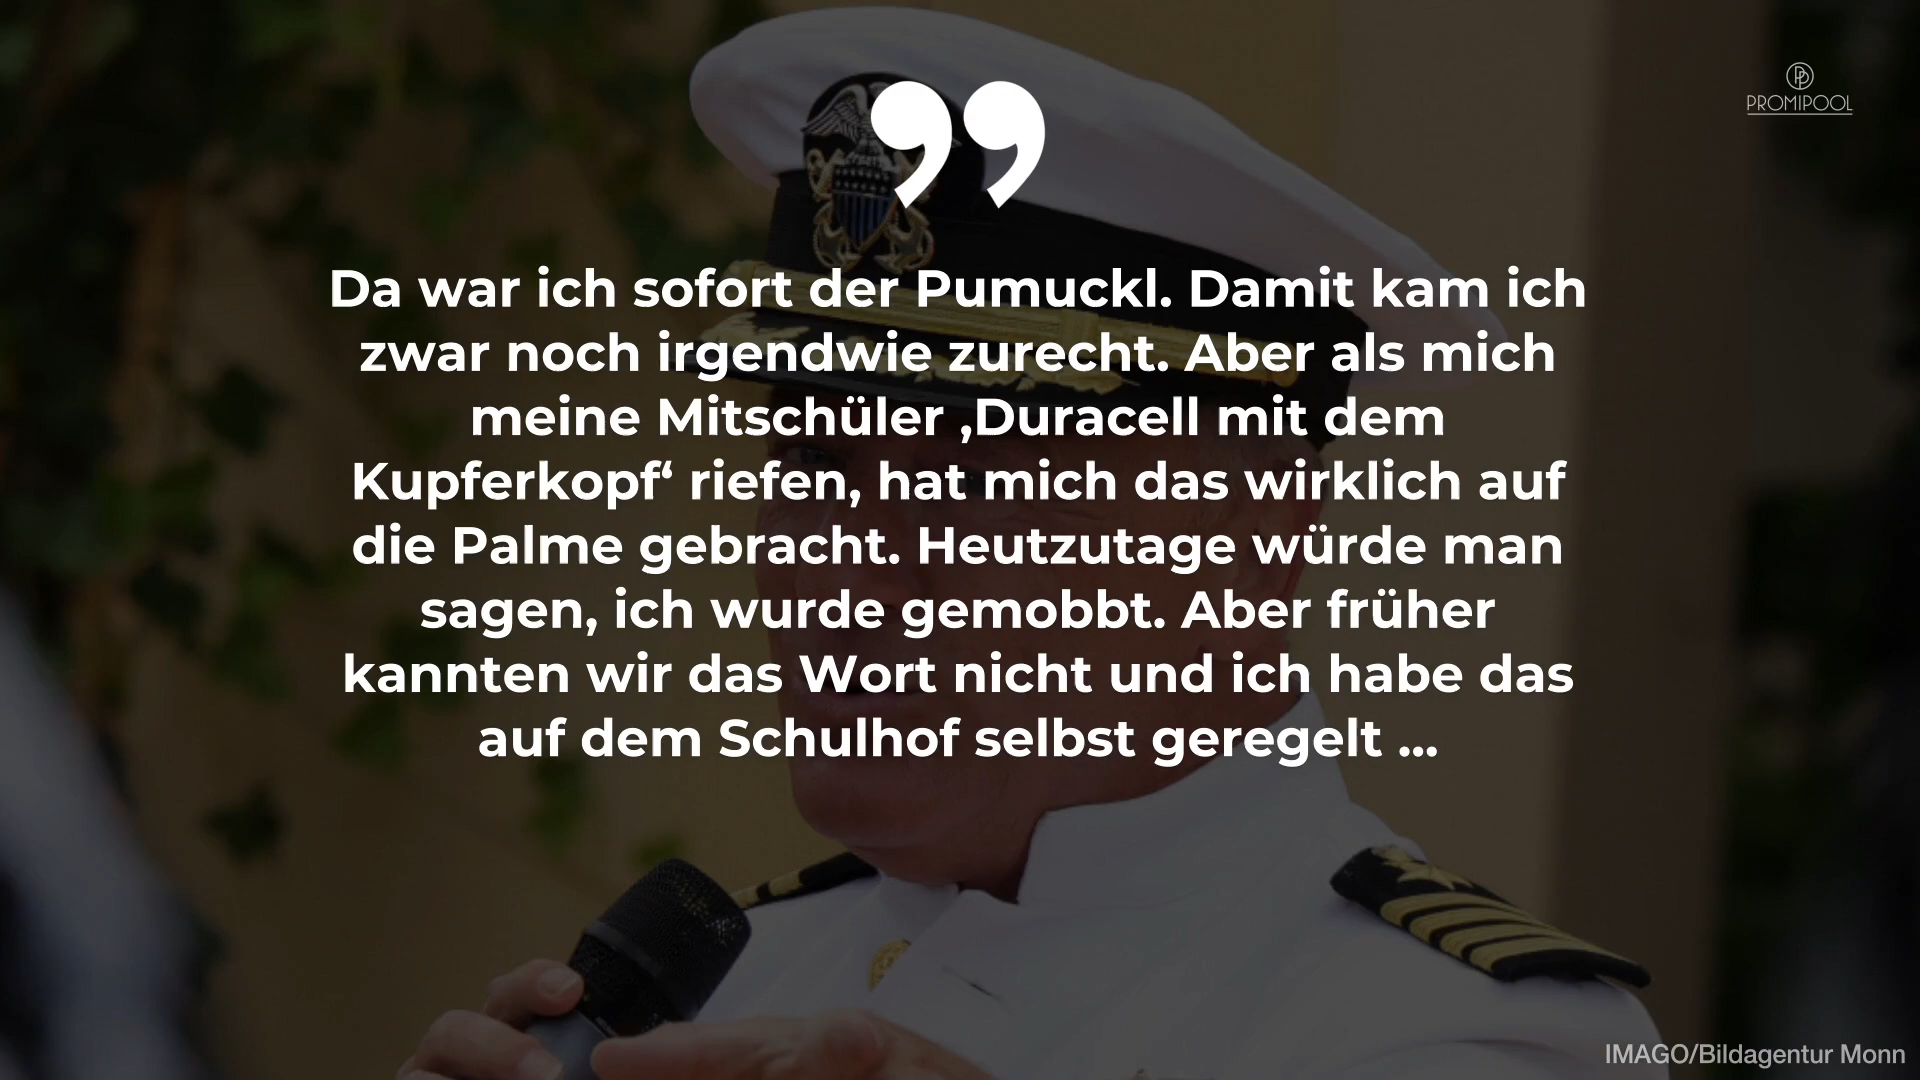 PROMIPOOL
Da war ich sofort der Pumuckl. Damit kam ich
zwar noch irgendwie zurecht. Aber als mich
meine Mitschüler ‚Duracell mit dem
Kupferkopf‘ riefen, hat mich das wirklich auf
die Palme gebracht. Heutzutage würde man
sagen, ich wurde gemobbt. Aber früher
kannten wir das Wort nicht und ich habe das
auf dem Schulhof selbst geregelt ...
IMAGO/Bildagentur Monn